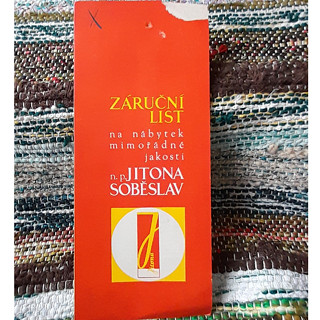 ZÁRUČNÍ
LIST
na nábytek
mimořádné
jakosti
n.p.JITONA
SOBĚSLAV